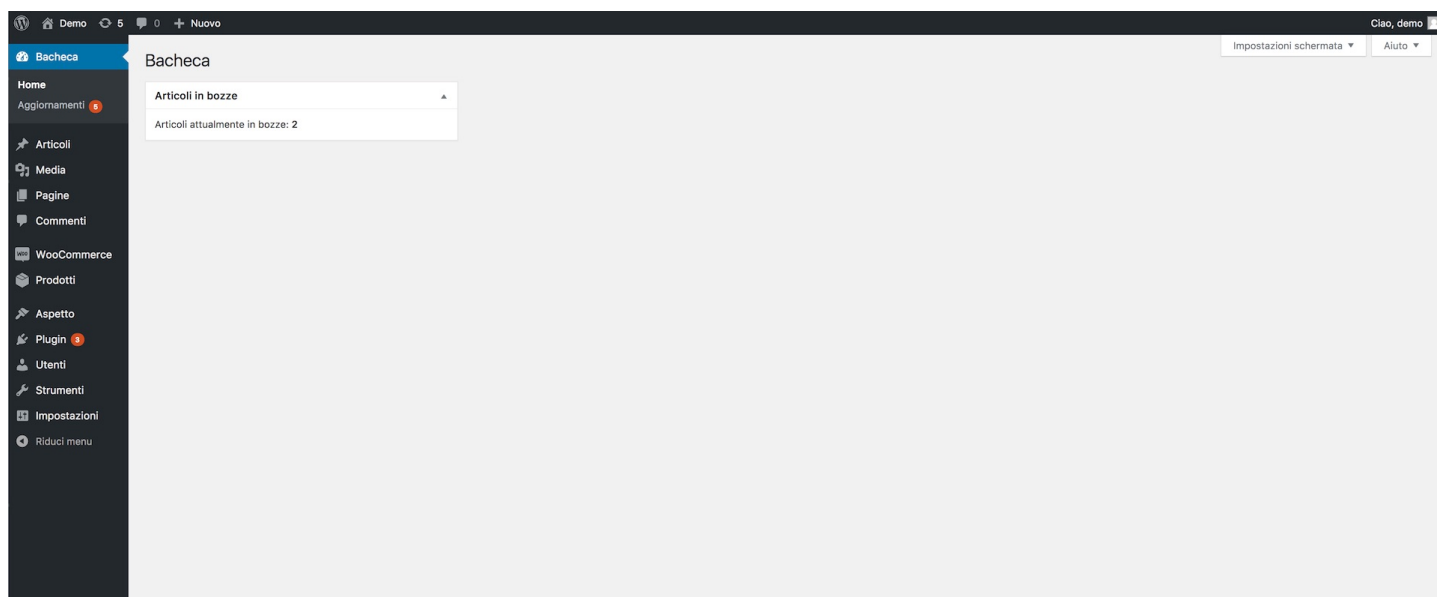 Demo 5 0 + Nuovo Ciao, demo
Bacheca
Home
Aggiornamenti 5
Articoli
Media
Pagine
Commenti
WOO WooCommerce
Prodotti
Aspetto
Plugin 3
Utenti
Strumenti
Impostazioni
Riduci menu
Impostazioni schermata ▼ Aiuto ▼
Bacheca
Articoli in bozze
Articoli attualmente in bozze: 2